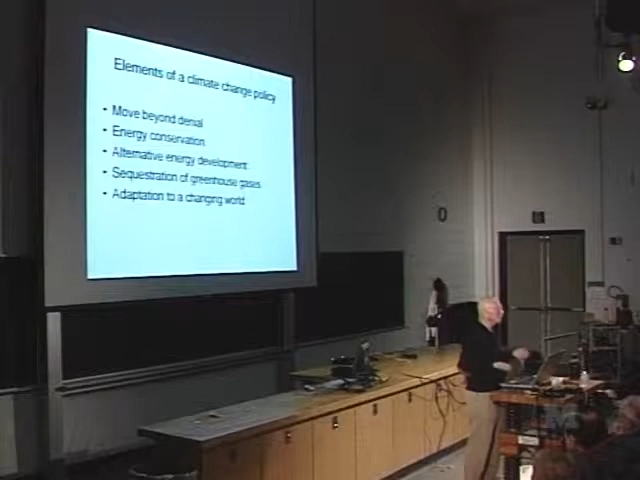 Elements of a climate change policy
• Move beyond denial
• Energy conservation
• Alternative energy development
• Sequestration of greenhouse gases
• Adaptation to a changing world